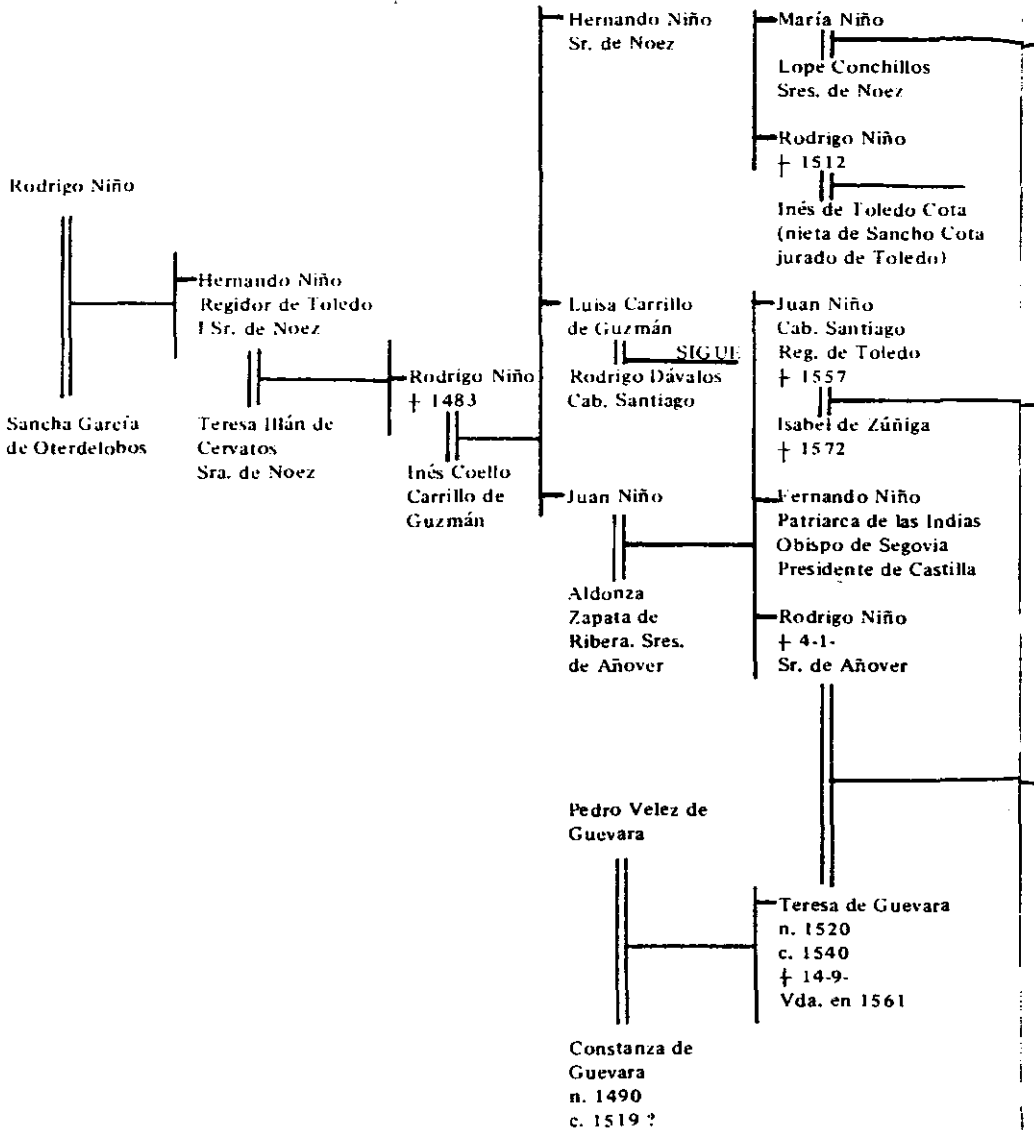 Rodrigo Niño
Sancha García
de Oterdelobos
Hernando Niño
Regidor de Toledo
I Sr. de Noez
Teresa Illán de
Cervatos
Sra. de Noez
Rodrigo Niño
† 1483
Inés Coello
Carrillo de
Guzmán
Hernando Niño
Sr. de Noez
Luisa Carrillo
de Guzmán
SIGUE
Rodrigo Dávalos
Cab. Santiago
Juan Niño
Aldonza
Zapata de
Ribera. Sres.
de Añover
Pedro Velez de
Guevara
Constanza de
Guevara
n. 1490
c. 1519 ?
María Niño
Lope Conchillos
Sres. de Noez
Rodrigo Niño
† 1512
Inés de Toledo Cota
(nieta de Sancho Cota
jurado de Toledo)
Juan Niño
Cab. Santiago
Reg. de Toledo
† 1557
Isabel de Zúñiga
† 1572
Fernando Niño
Patriarca de las Indias
Obispo de Segovia
Presidente de Castilla
Rodrigo Niño
† 4-1-
Sr. de Añover
Teresa de Guevara
n. 1520
c. 1540
† 14-9-
Vda. en 1561